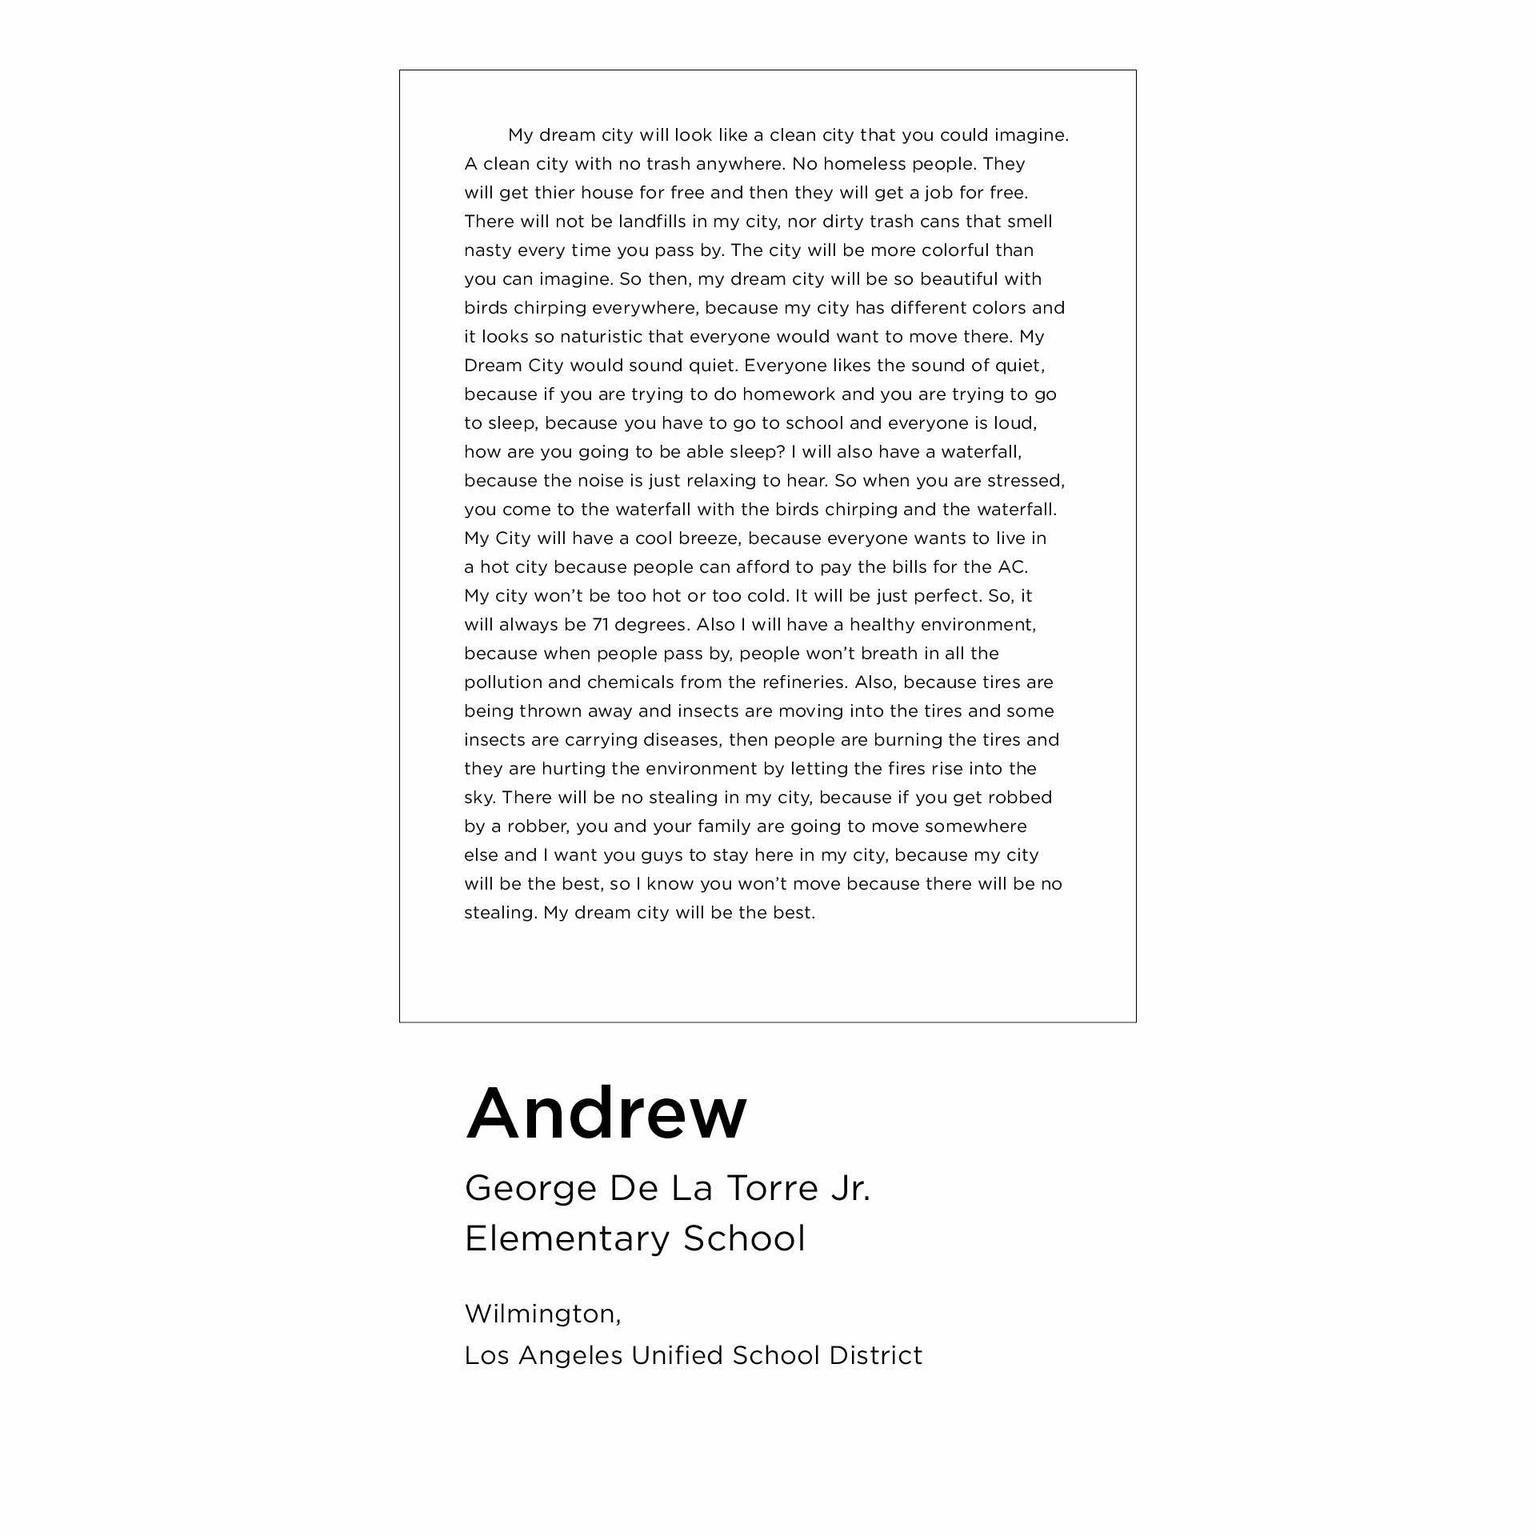 My dream city will look like a clean city that you could imagine.
A clean city with no trash anywhere. No homeless people. They
will get thier house for free and then they will get a job for free.
There will not be landfills in my city, nor dirty trash cans that smell
nasty every time you pass by. The city will be more colorful than
you can imagine. So then, my dream city will be so beautiful with
birds chirping everywhere, because my city has different colors and
it looks so naturistic that everyone would want to move there. My
Dream City would sound quiet. Everyone likes the sound of quiet,
because if you are trying to do homework and you are trying to go
to sleep, because you have to go to school and everyone is loud,
how are you going to be able sleep? I will also have a waterfall,
because the noise is just relaxing to hear. So when you are stressed,
you come to the waterfall with the birds chirping and the waterfall.
My City will have a cool breeze, because everyone wants to live in
a hot city because people can afford to pay the bills for the AC.
My city won’t be too hot or too cold. It will be just perfect. So, it
will always be 71 degrees. Also I will have a healthy environment,
because when people pass by, people won’t breath in all the
pollution and chemicals from the refineries. Also, because tires are
being thrown away and insects are moving into the tires and some
insects are carrying diseases, then people are burning the tires and
they are hurting the environment by letting the fires rise into the
sky. There will be no stealing in my city, because if you get robbed
by a robber, you and your family are going to move somewhere
else and I want you guys to stay here in my city, because my city
will be the best, so I know you won’t move because there will be no
stealing. My dream city will be the best.
Andrew
George De La Torre Jr.
Elementary School
Wilmington,
Los Angeles Unified School District